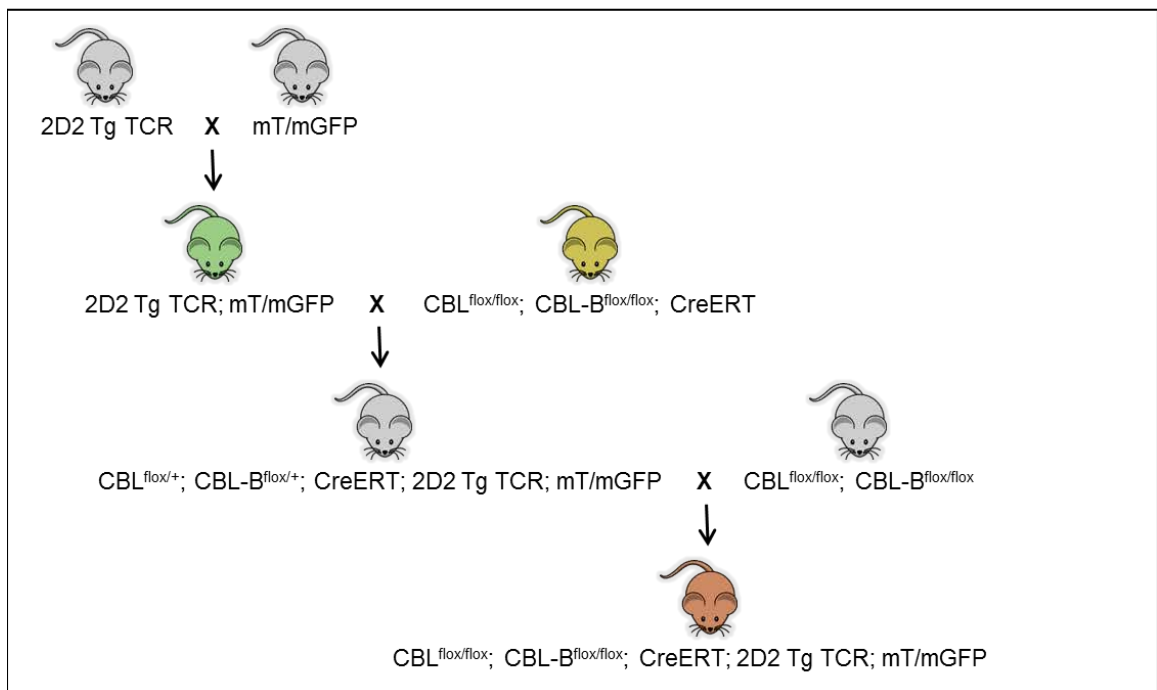 2D2 Tg TCR X mT/mGFP
2D2 Tg TCR; mT/mGFP X CBLflox/flox; CBL-Bflox/flox; CreERT
CBLflox/+; CBL-Bflox/+; CreERT; 2D2 Tg TCR; mT/mGFP X CBLflox/flox; CBL-Bflox/flox
CBLflox/flox; CBL-Bflox/flox; CreERT; 2D2 Tg TCR; mT/mGFP